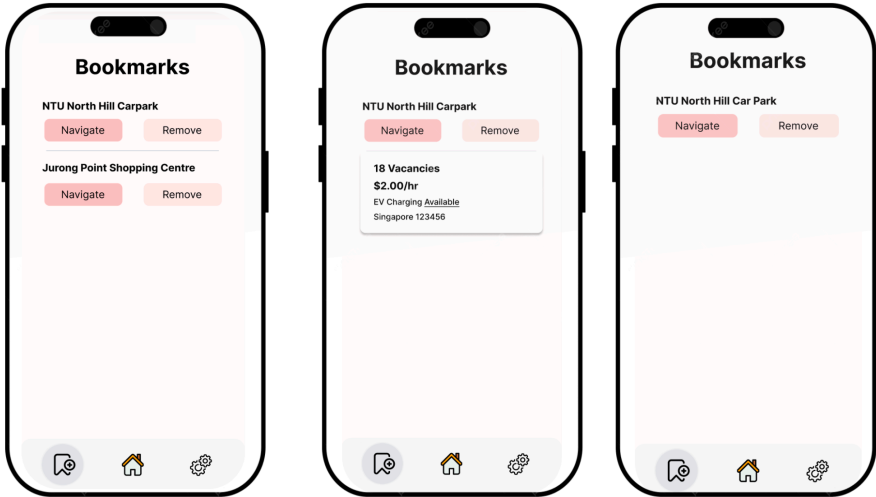 Bookmarks
NTU North Hill Carpark
Navigate Remove
Jurong Point Shopping Centre
Navigate Remove
Bookmarks
NTU North Hill Carpark
Navigate Remove
18 Vacancies
$2.00/hr
EV Charging Available
Singapore 123456
Bookmarks
NTU North Hill Car Park
Navigate Remove